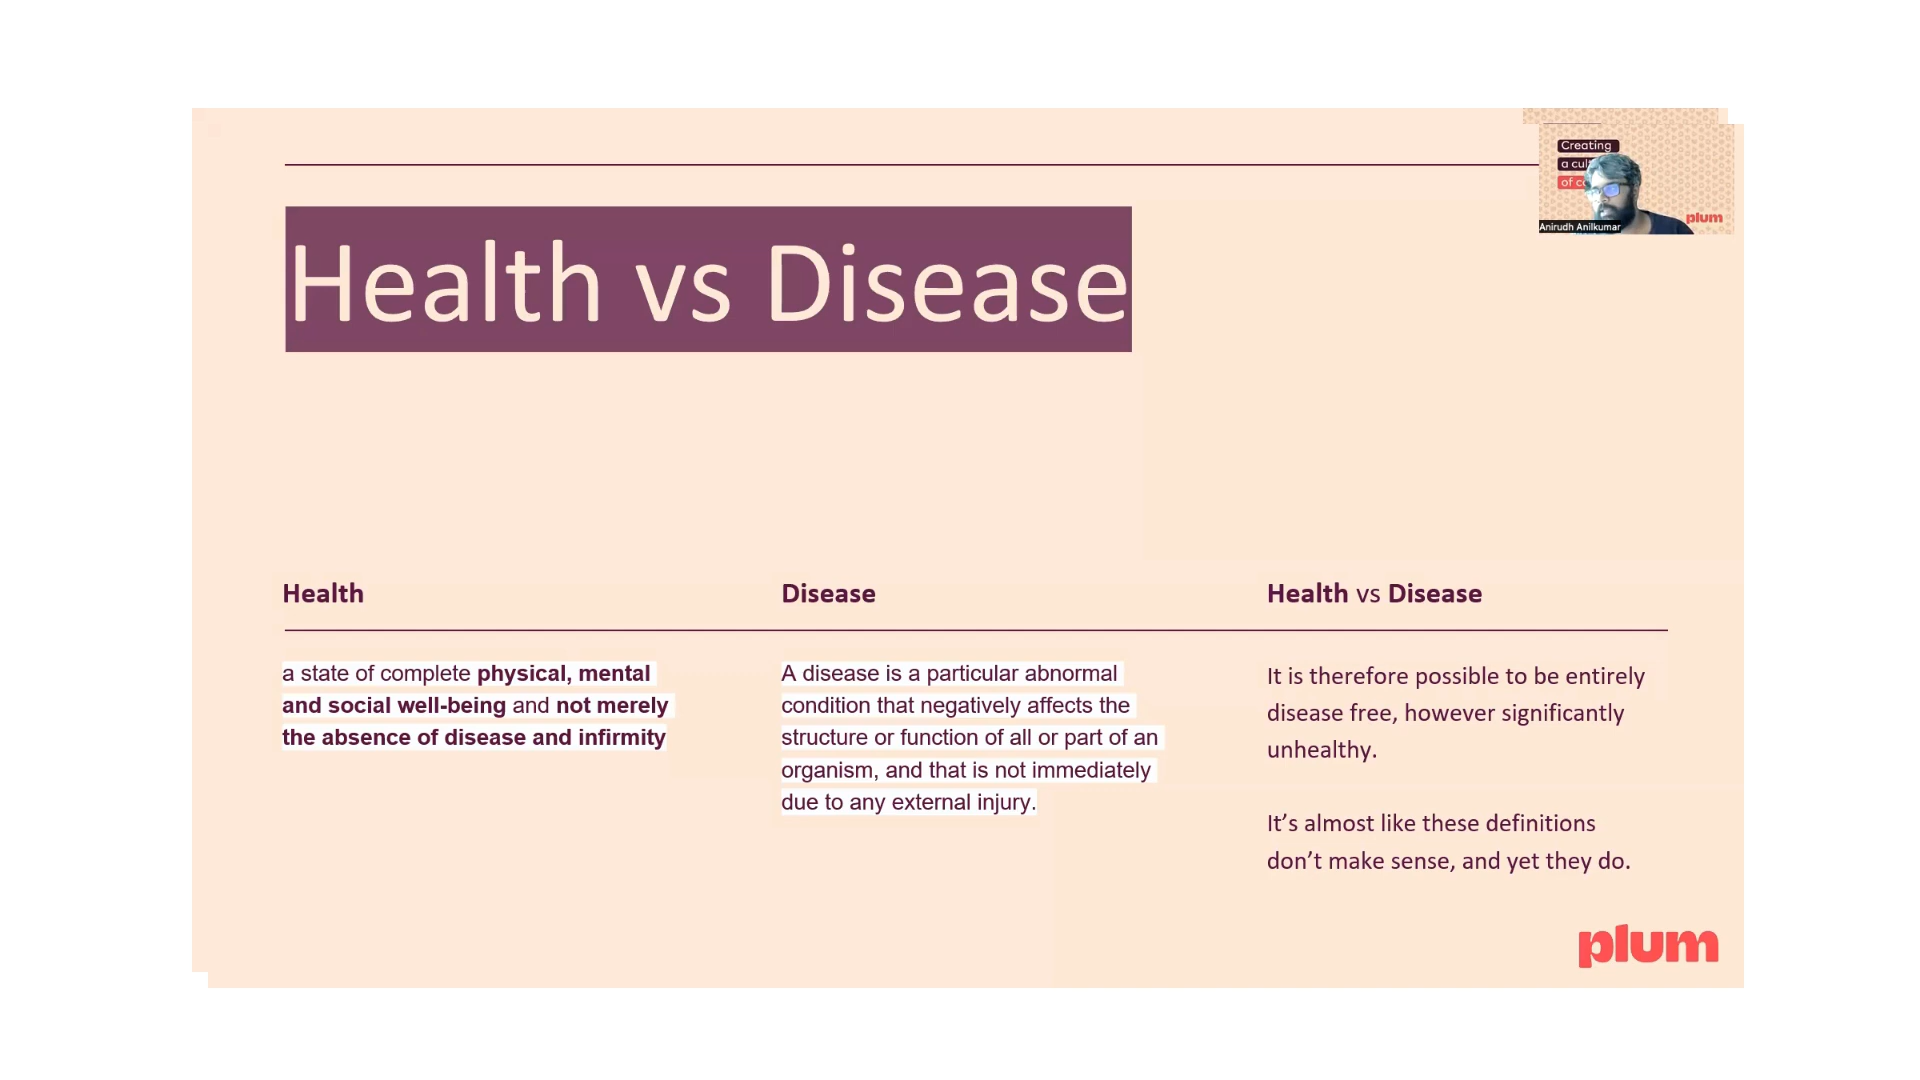 Creating
a cul
of c
plum
Anirudh Anilkumar
Health vs Disease
Health
a state of complete physical, mental
and social well-being and not merely
the absence of disease and infirmity
Disease
A disease is a particular abnormal
condition that negatively affects the
structure or function of all or part of an
organism, and that is not immediately
due to any external injury.
Health vs Disease
It is therefore possible to be entirely
disease free, however significantly
unhealthy.
It’s almost like these definitions
don’t make sense, and yet they do.
plum